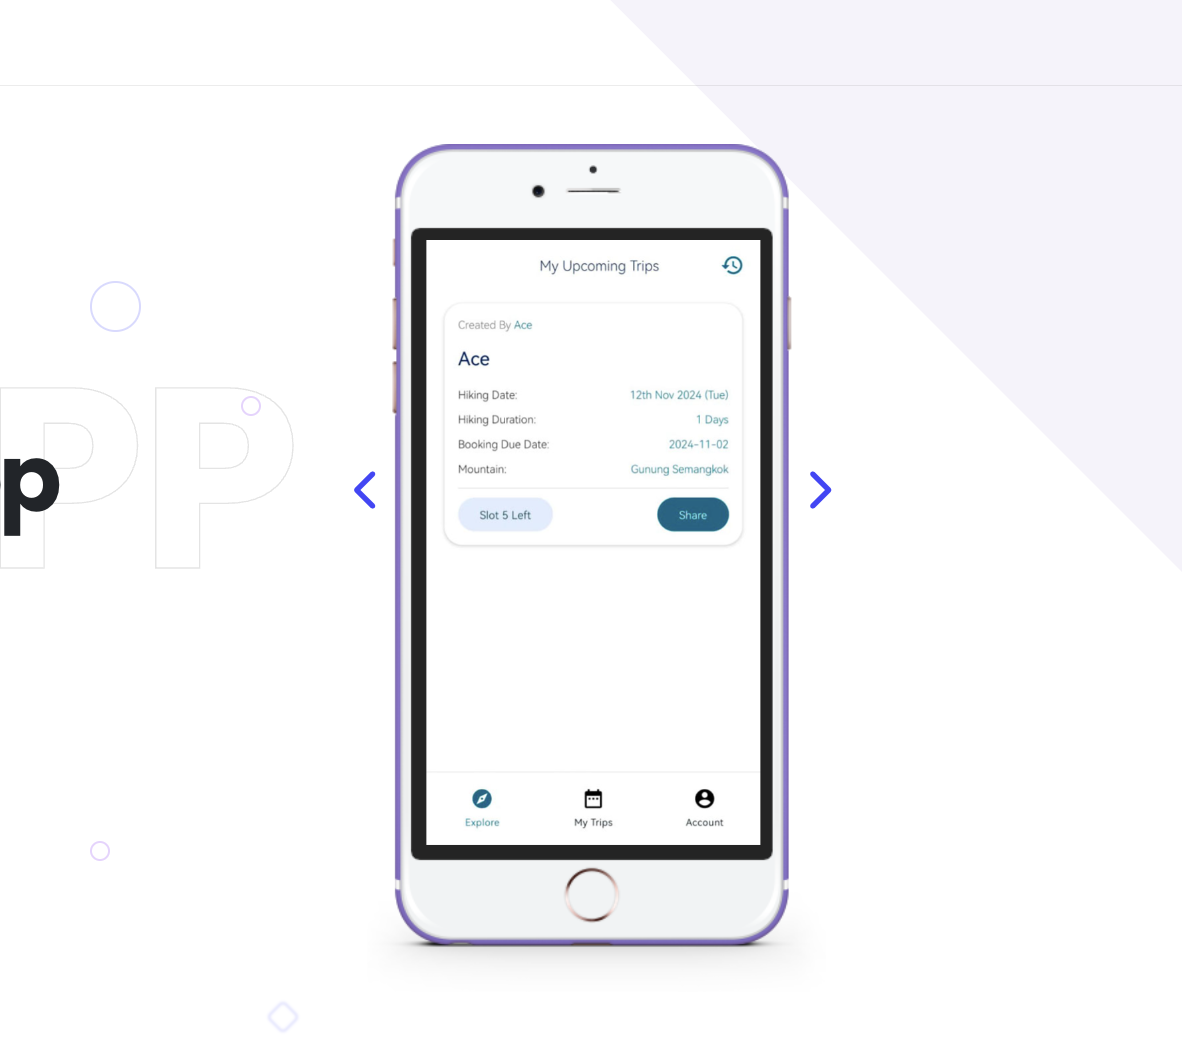 PP
p
My Upcoming Trips
Created By Ace
Ace
Hiking Date: 12th Nov 2024 (Tue)
Hiking Duration: 1 Days
Booking Due Date: 2024-11-02
Mountain: Gunung Semangkok
Slot 5 Left Share
Explore My Trips Account